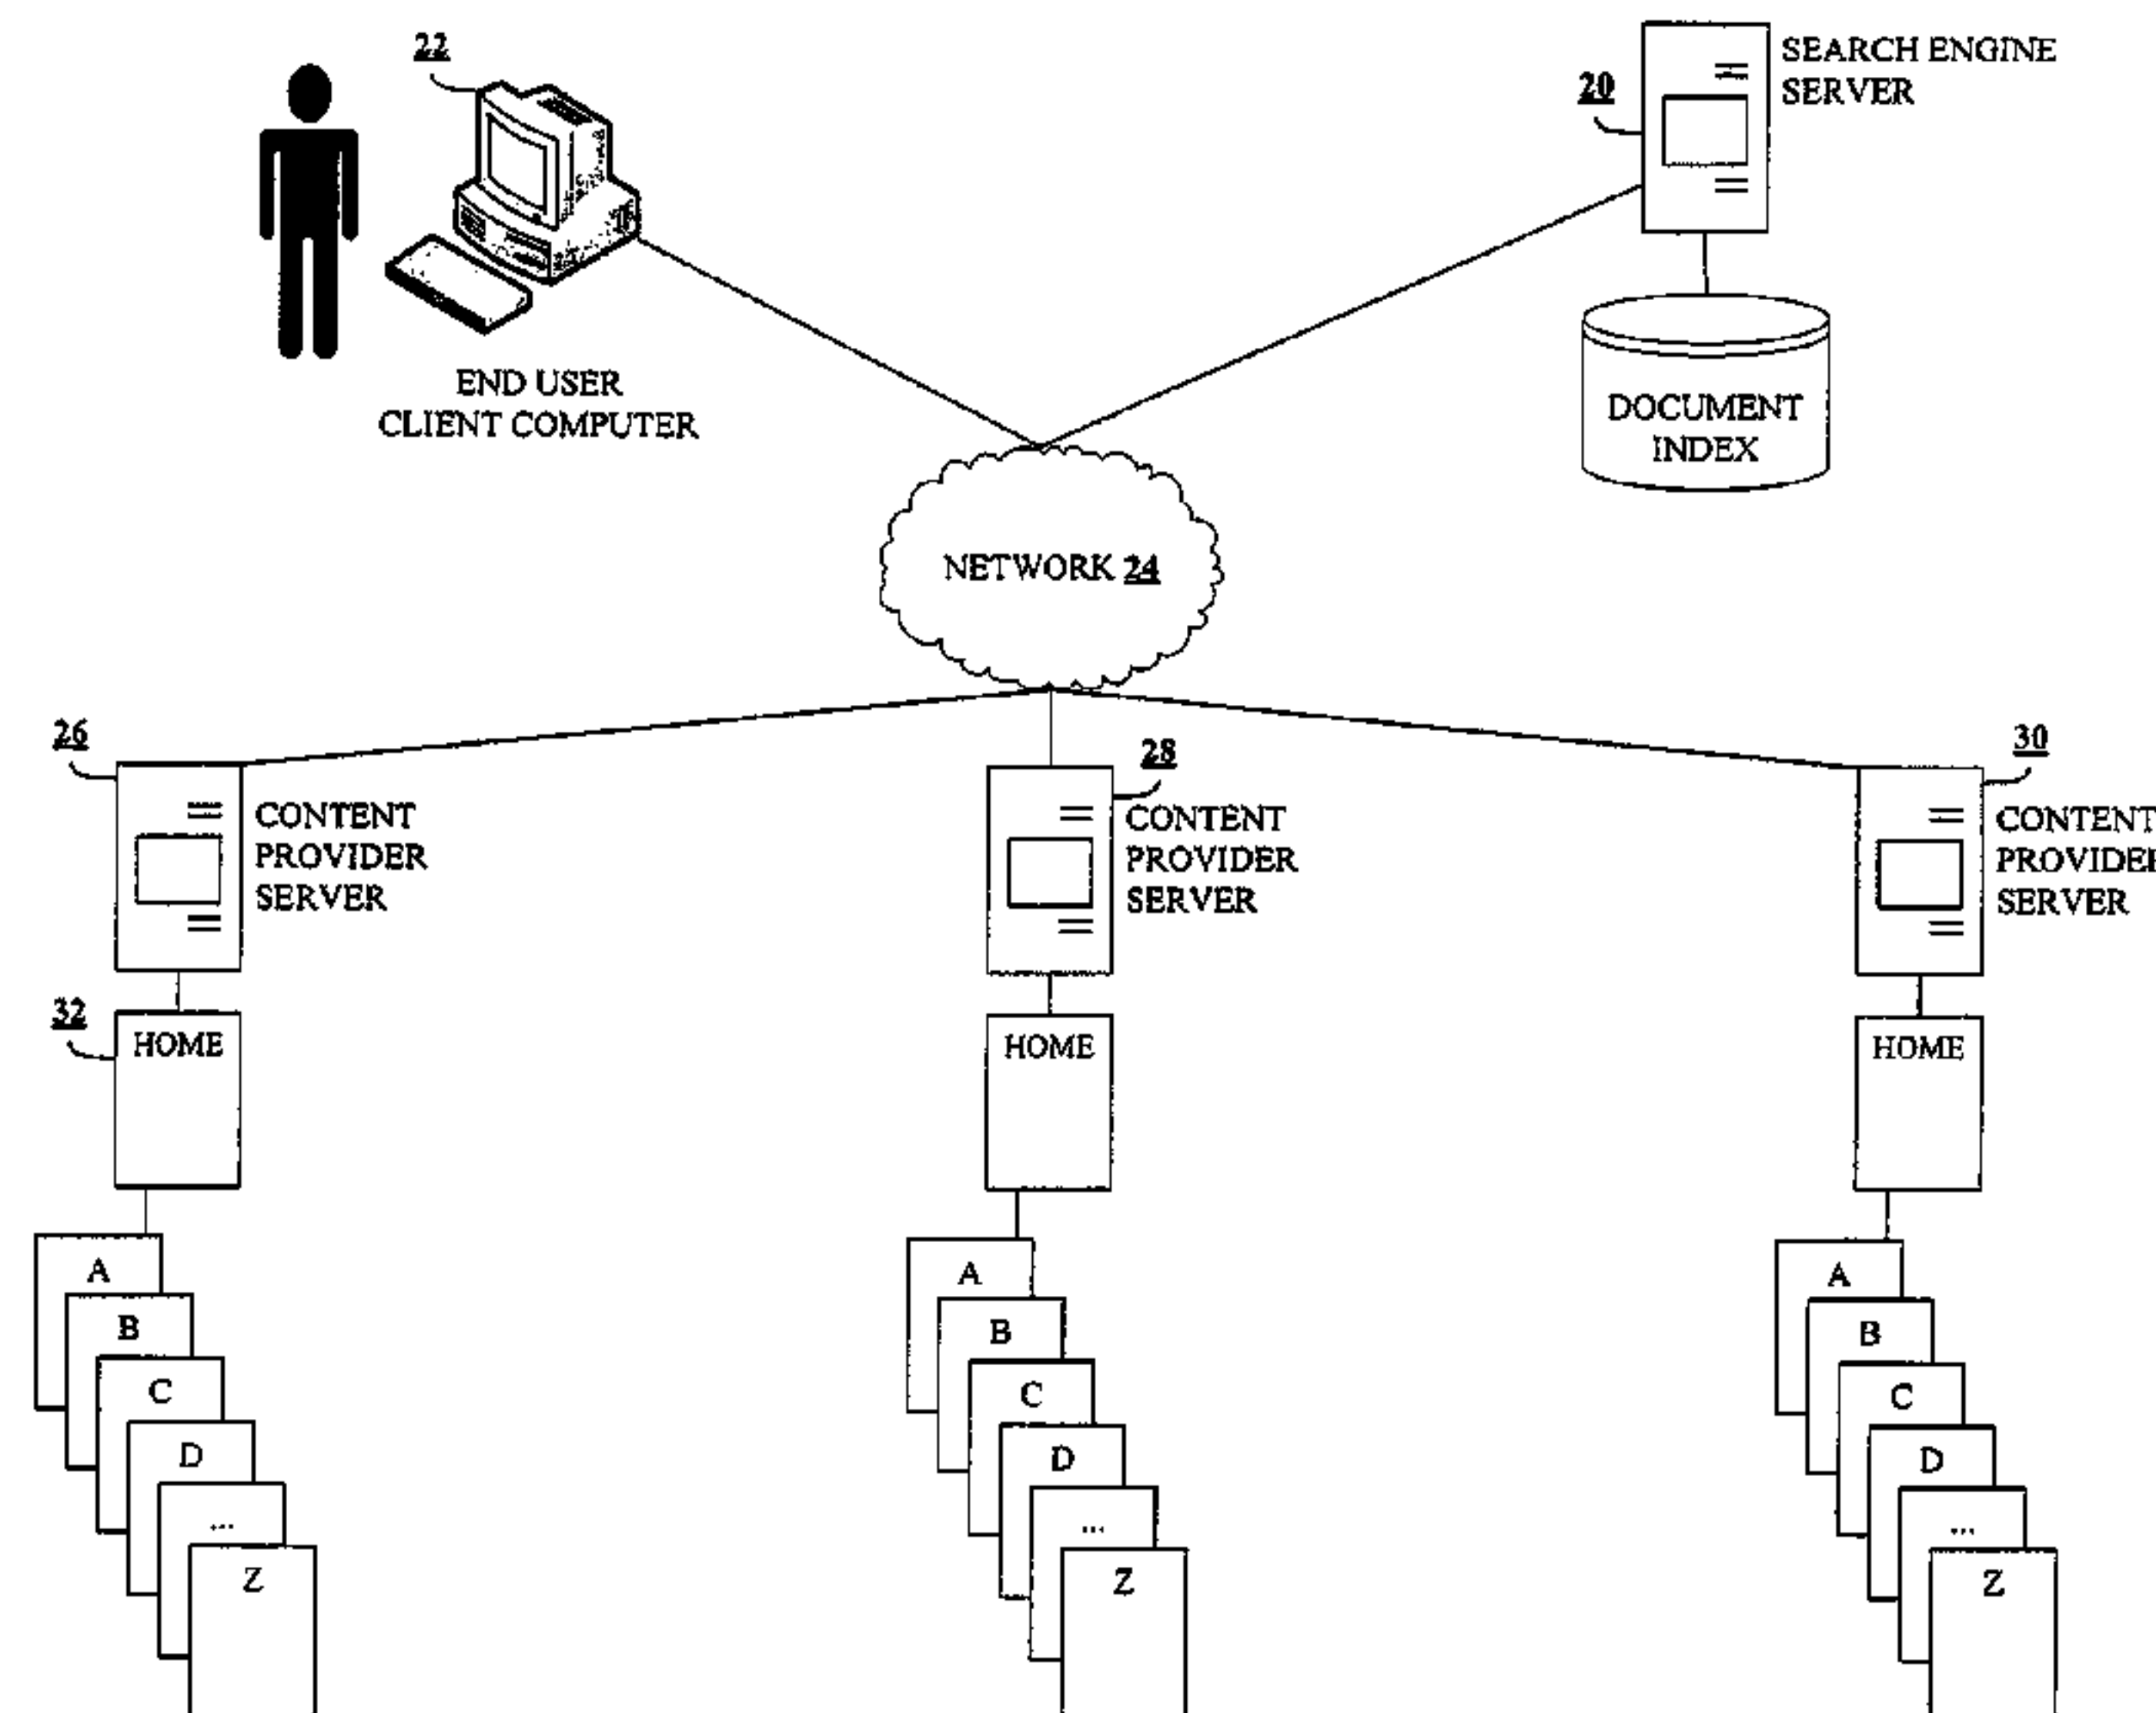 22
20
SEARCH ENGINE
SERVER
END USER
CLIENT COMPUTER
DOCUMENT
INDEX
NETWORK 24
26
CONTENT
PROVIDER
SERVER
28
CONTENT
PROVIDER
SERVER
30
CONTENT
PROVIDER
SERVER
32
HOME
HOME
HOME
A
B
C
D
...
Z
A
B
C
D
...
Z
A
B
C
D
...
Z